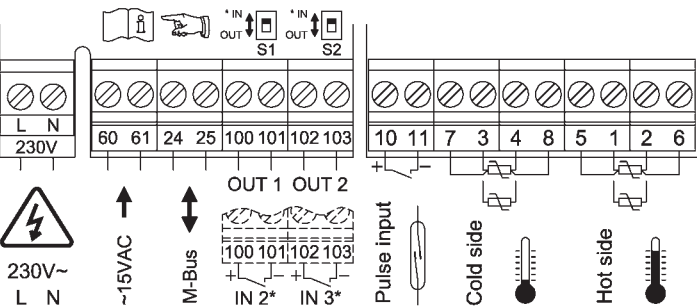 * IN * IN
OUT OUT
S1 S2
L N 60 61 24 25 100 101 102 103 10 11 7 3 4 8 5 1 2 6
230V
+ −
OUT 1 OUT 2
230V~
L N
~15VAC
M-Bus
100 101 102 103
+ − + −
IN 2* IN 3*
Pulse input
Cold side
Hot side